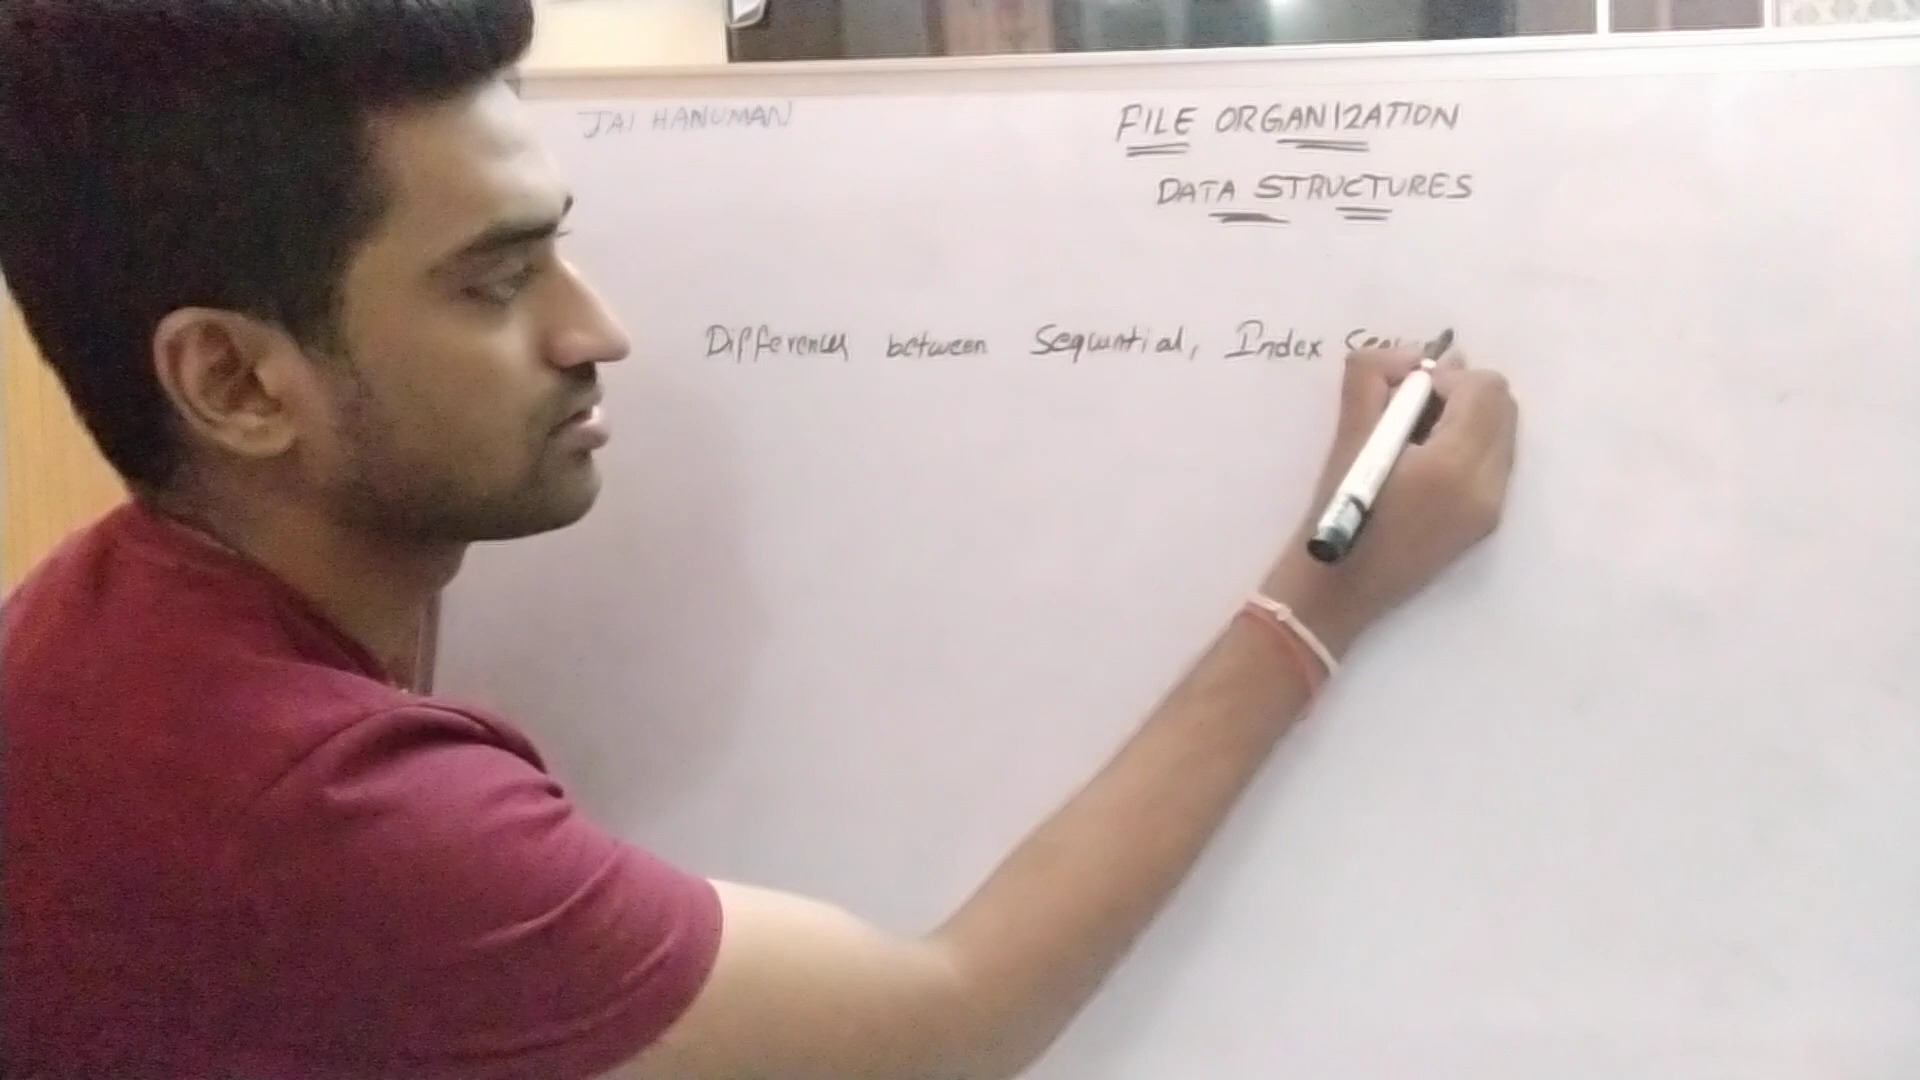 JAI HANUMAN
FILE ORGANIZATION
DATA STRUCTURES
Differences between Sequential, Index